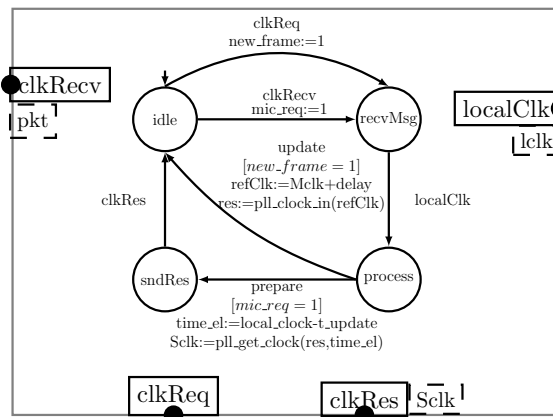 clkReq
new_frame:=1
clkRecv
pkt
idle
clkRecv
mic_req:=1
recvMsg
localClkC
lclk
update
[new_frame = 1]
refClk:=Mclk+delay
res:=pll_clock_in(refClk)
clkRes
localClk
sndRes
process
prepare
[mic_req = 1]
time_el:=local_clock-t_update
Sclk:=pll_get_clock(res,time_el)
clkReq
clkRes
Sclk